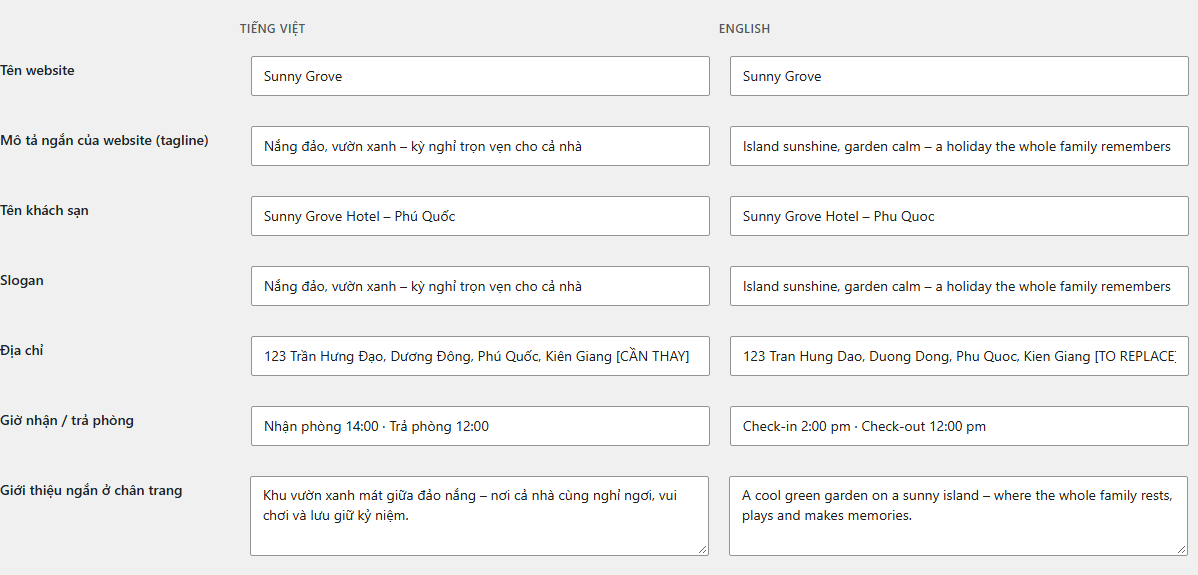 TIẾNG VIỆT ENGLISH
Tên website Sunny Grove Sunny Grove
Mô tả ngắn của website (tagline) Nắng đảo, vườn xanh – kỳ nghỉ trọn vẹn cho cả nhà Island sunshine, garden calm – a holiday the whole family remembers
Tên khách sạn Sunny Grove Hotel – Phú Quốc Sunny Grove Hotel – Phu Quoc
Slogan Nắng đảo, vườn xanh – kỳ nghỉ trọn vẹn cho cả nhà Island sunshine, garden calm – a holiday the whole family remembers
Địa chỉ 123 Trần Hưng Đạo, Dương Đông, Phú Quốc, Kiên Giang [CẦN THAY] 123 Tran Hung Dao, Duong Dong, Phu Quoc, Kien Giang [TO REPLACE]
Giờ nhận / trả phòng Nhận phòng 14:00 · Trả phòng 12:00 Check-in 2:00 pm · Check-out 12:00 pm
Giới thiệu ngắn ở chân trang
Khu vườn xanh mát giữa đảo nắng – nơi cả nhà cùng nghỉ ngơi, vui
chơi và lưu giữ kỷ niệm.
A cool green garden on a sunny island – where the whole family rests,
plays and makes memories.